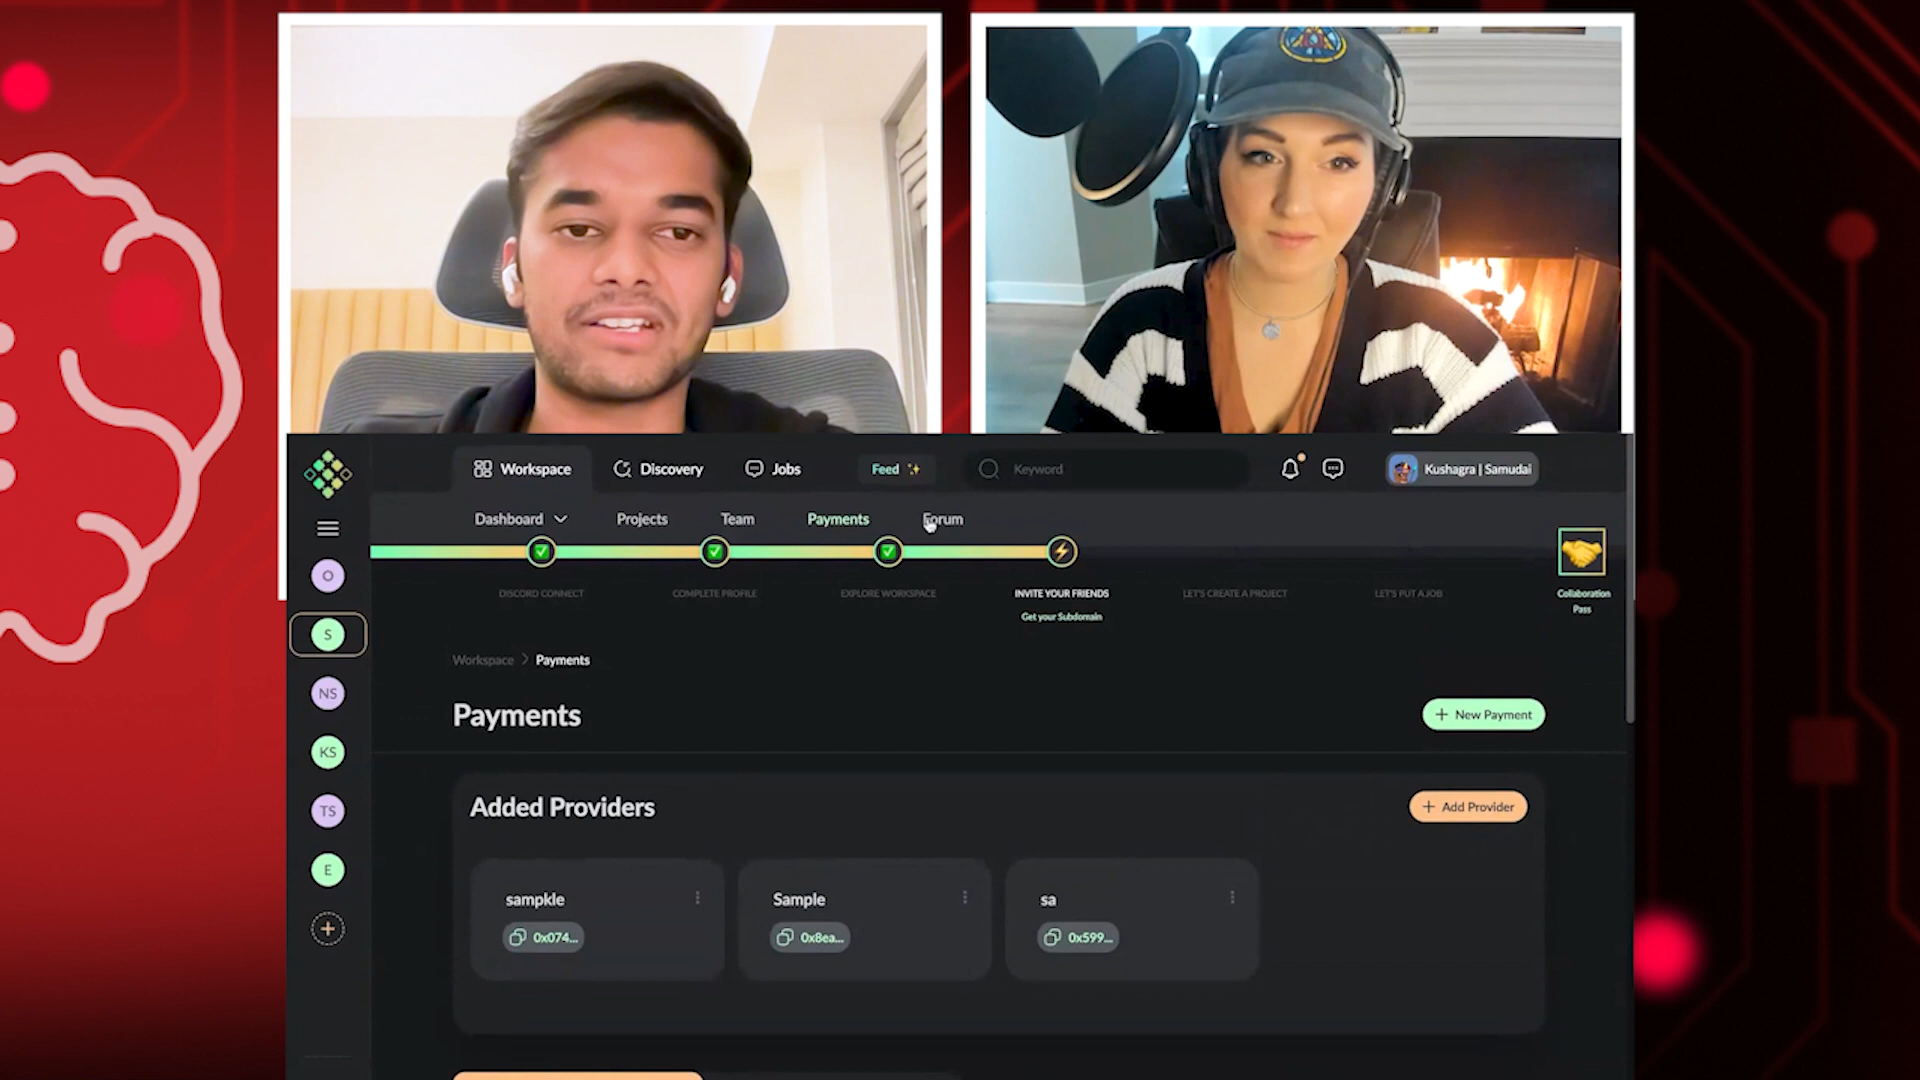 Workspace
Discovery
Jobs
Feed
Keyword
Kushagra | Samudai
Dashboard
Projects
Team
Payments
Forum
DISCORD CONNECT
COMPLETE PROFILE
EXPLORE WORKSPACE
INVITE YOUR FRIENDS
LET'S CREATE A PROJECT
LET'S PUT A JOB
Collaboration
Pass
Get your Subdomain
O
S
NS
KS
TS
E
Workspace > Payments
Payments
+ New Payment
Added Providers
+ Add Provider
sampkle
0x074...
Sample
0x8ea...
sa
0x599...